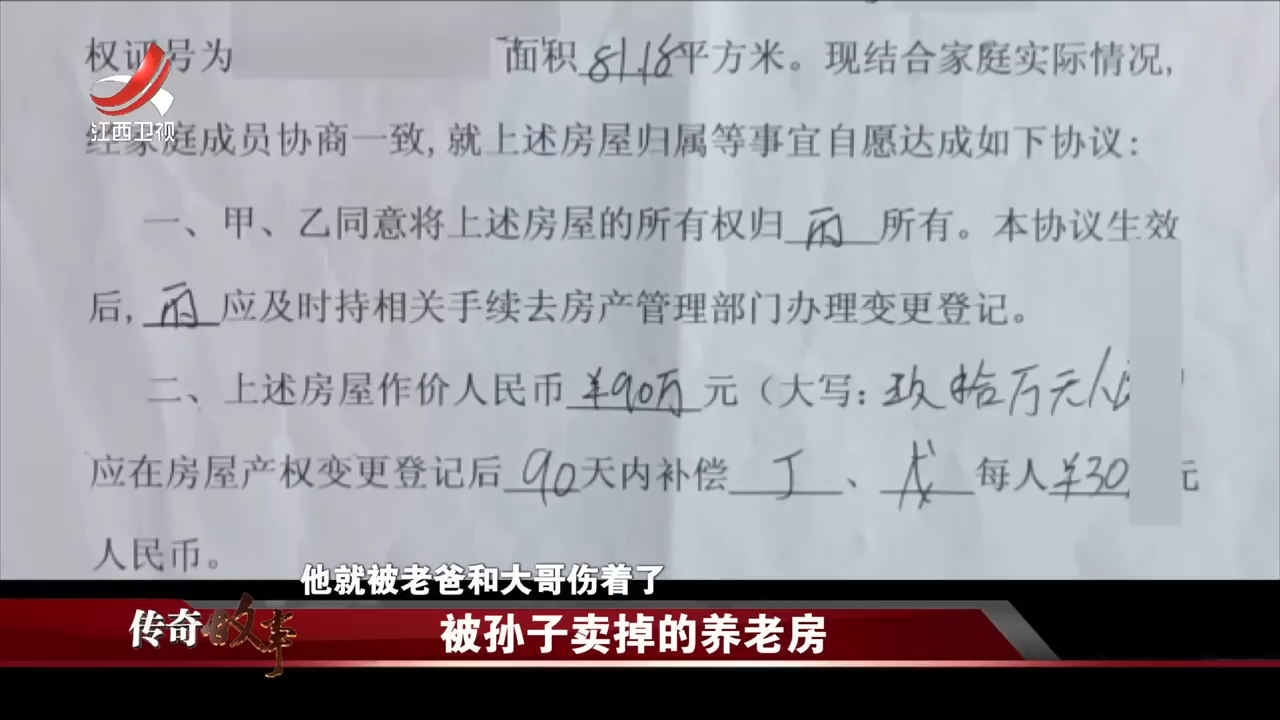 权证号为 面积8118平方米。现结合家庭实际情况,
江西卫视
经家庭成员协商一致,就上述房屋归属等事宜自愿达成如下协议:
一、甲、乙同意将上述房屋的所有权归丙所有。本协议生效
后,丙应及时持相关手续去房产管理部门办理变更登记。
二、上述房屋作价人民币¥90万元(大写:玖拾万元
应在房屋产权变更登记后90天内补偿丁、戊每人¥30 元
人民币。
他就被老爸和大哥伤着了
传奇故事
被孙子卖掉的养老房